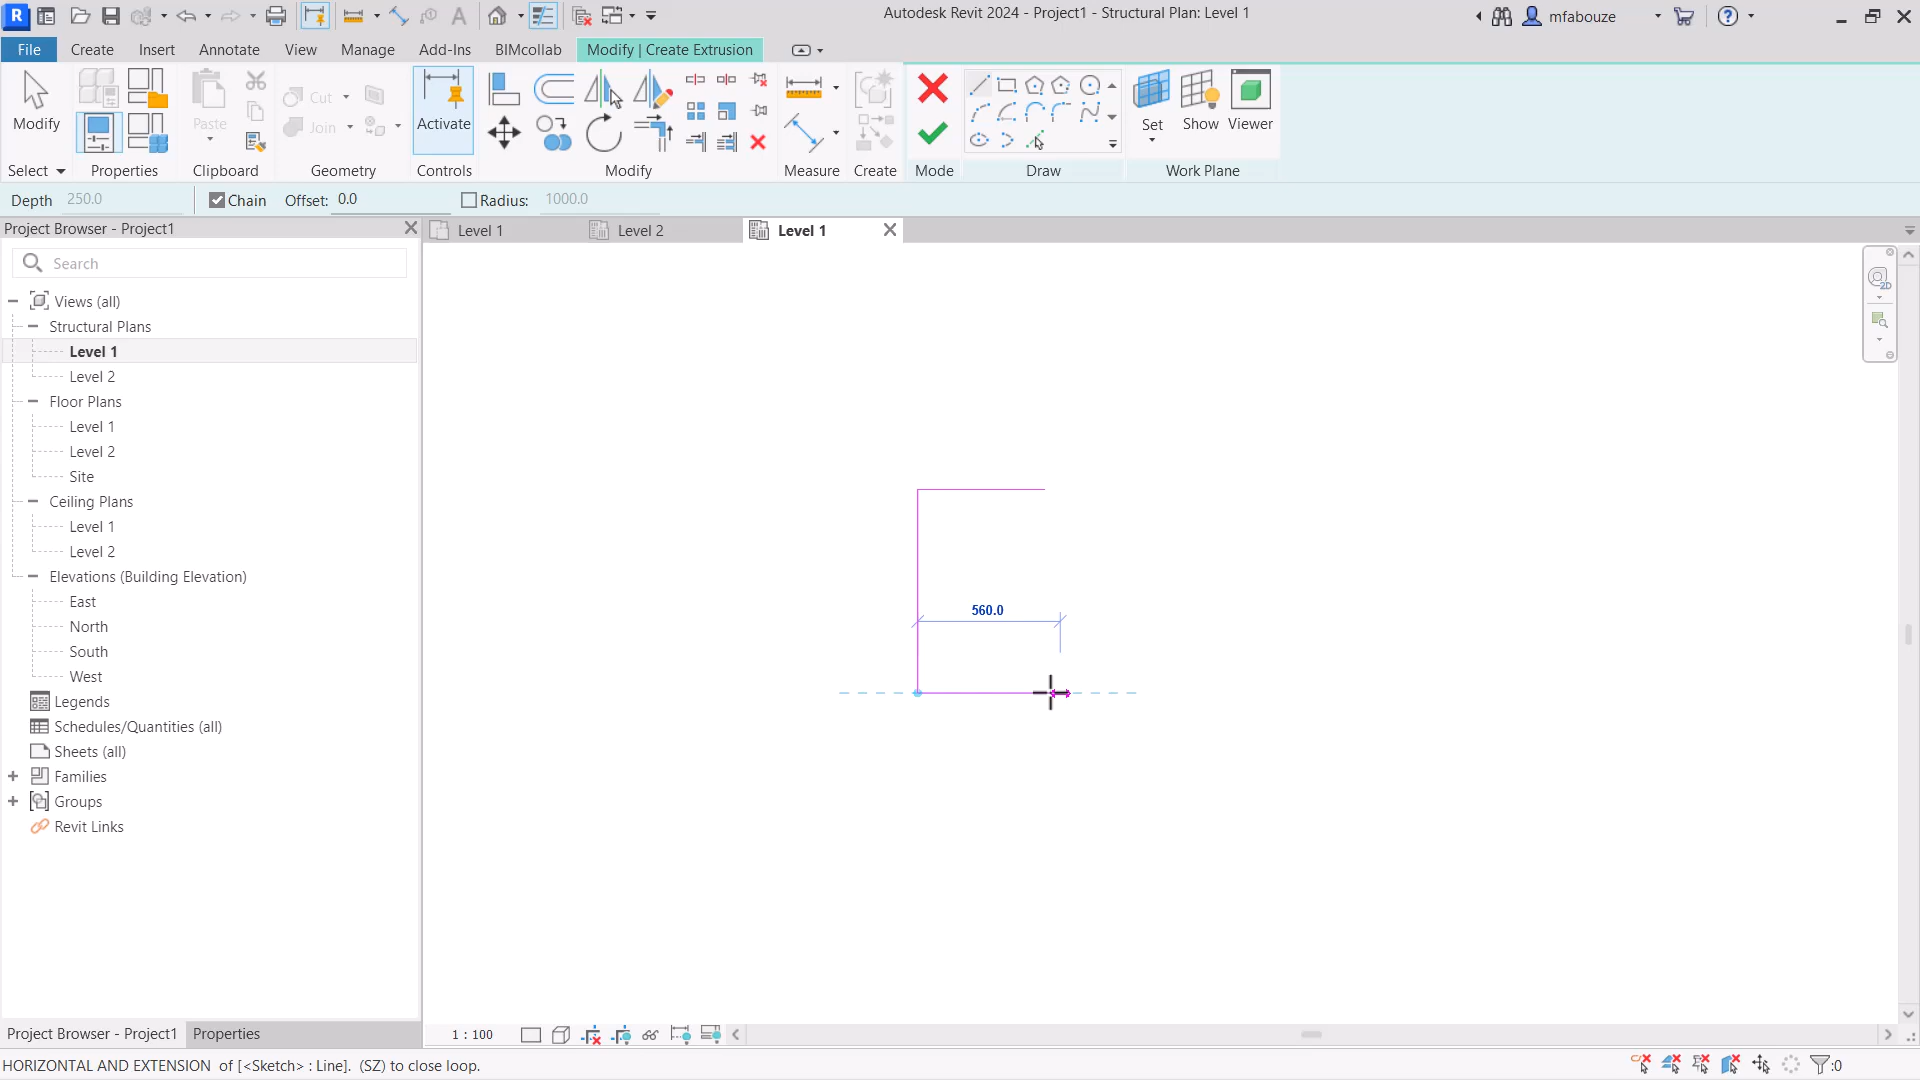 Autodesk Revit 2024 - Project1 - Structural Plan: Level 1
mfabouze
File
Create
Insert
Annotate
View
Manage
Add-Ins
BIMcollab
Modify | Create Extrusion
Modify
Paste
Cut
Join
Activate
Set
Show
Viewer
Select
Properties
Clipboard
Geometry
Controls
Modify
Measure
Create
Mode
Draw
Work Plane
Depth 250.0
Chain
Offset: 0.0
Radius: 1000.0
Project Browser - Project1
Level 1
Level 2
Level 1
Search
Views (all)
Structural Plans
Level 1
Level 2
Floor Plans
Level 1
Level 2
Site
Ceiling Plans
Level 1
Level 2
Elevations (Building Elevation)
East
North
South
West
Legends
Schedules/Quantities (all)
Sheets (all)
Families
Groups
Revit Links
560.0
2D
Project Browser - Project1
Properties
1 : 100
HORIZONTAL AND EXTENSION of [<Sketch> : Line]. (SZ) to close loop.
:0